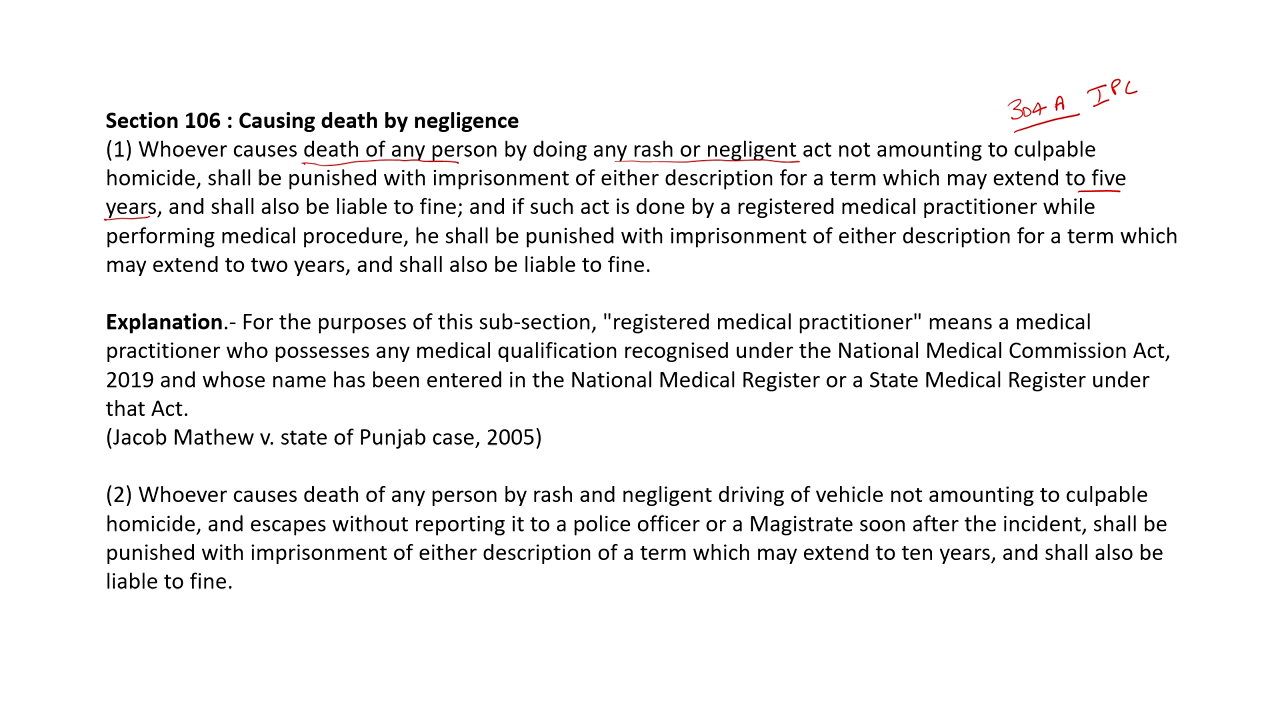 304 A IPC
Section 106 : Causing death by negligence
(1) Whoever causes death of any person by doing any rash or negligent act not amounting to culpable
homicide, shall be punished with imprisonment of either description for a term which may extend to five
years, and shall also be liable to fine; and if such act is done by a registered medical practitioner while
performing medical procedure, he shall be punished with imprisonment of either description for a term which
may extend to two years, and shall also be liable to fine.
Explanation.- For the purposes of this sub-section, "registered medical practitioner" means a medical
practitioner who possesses any medical qualification recognised under the National Medical Commission Act,
2019 and whose name has been entered in the National Medical Register or a State Medical Register under
that Act.
(Jacob Mathew v. state of Punjab case, 2005)
(2) Whoever causes death of any person by rash and negligent driving of vehicle not amounting to culpable
homicide, and escapes without reporting it to a police officer or a Magistrate soon after the incident, shall be
punished with imprisonment of either description of a term which may extend to ten years, and shall also be
liable to fine.